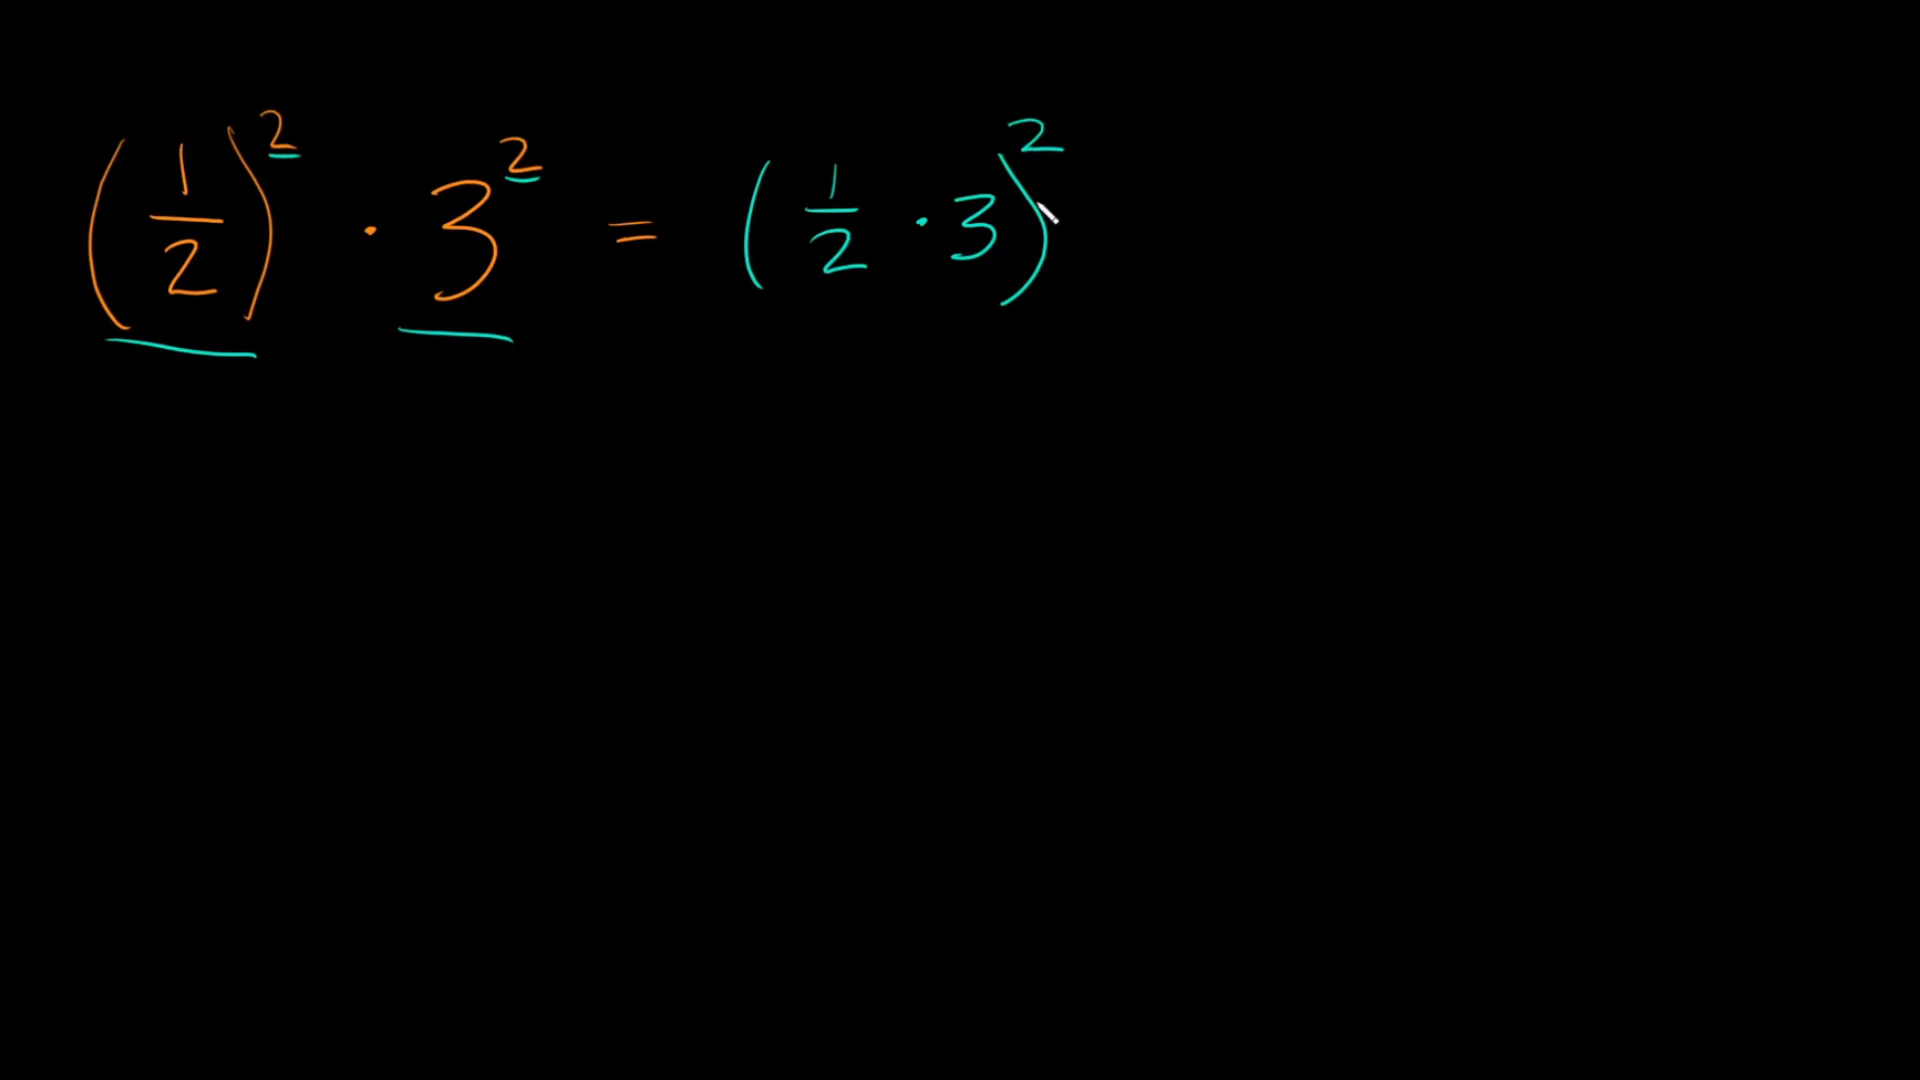 (1/2)² · 3² = (1/2 · 3)²